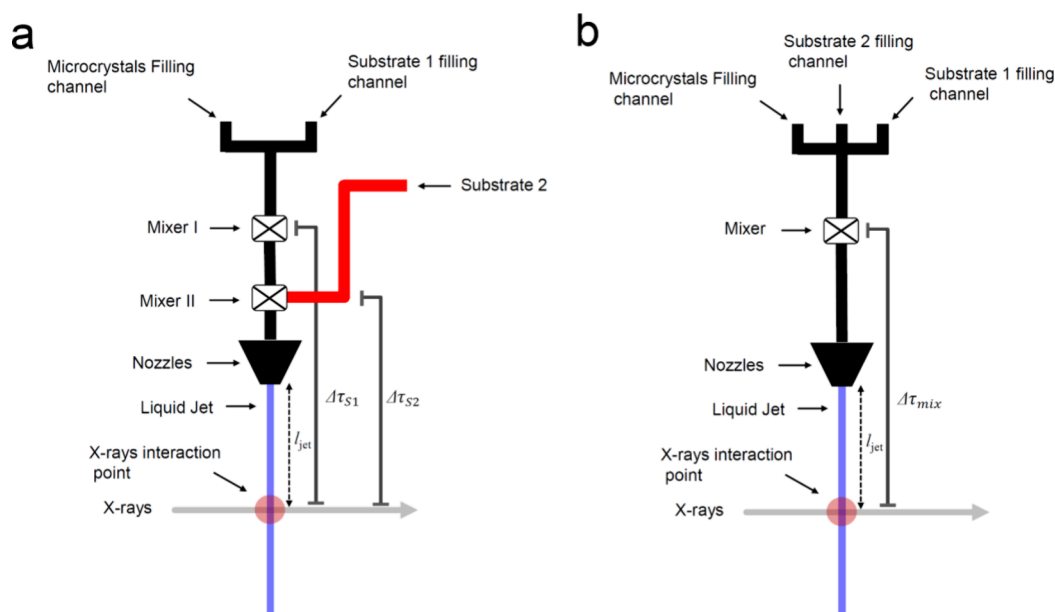 a
Microcrystals Filling
channel
Substrate 1 filling
channel
Substrate 2
Mixer I
Mixer II
Nozzles
Liquid Jet
Δτ_S1
Δτ_S2
l_jet
X-rays interaction
point
X-rays
b
Substrate 2 filling
channel
Microcrystals Filling
channel
Substrate 1 filling
channel
Mixer
Nozzles
Liquid Jet
Δτ_mix
l_jet
X-rays interaction
point
X-rays